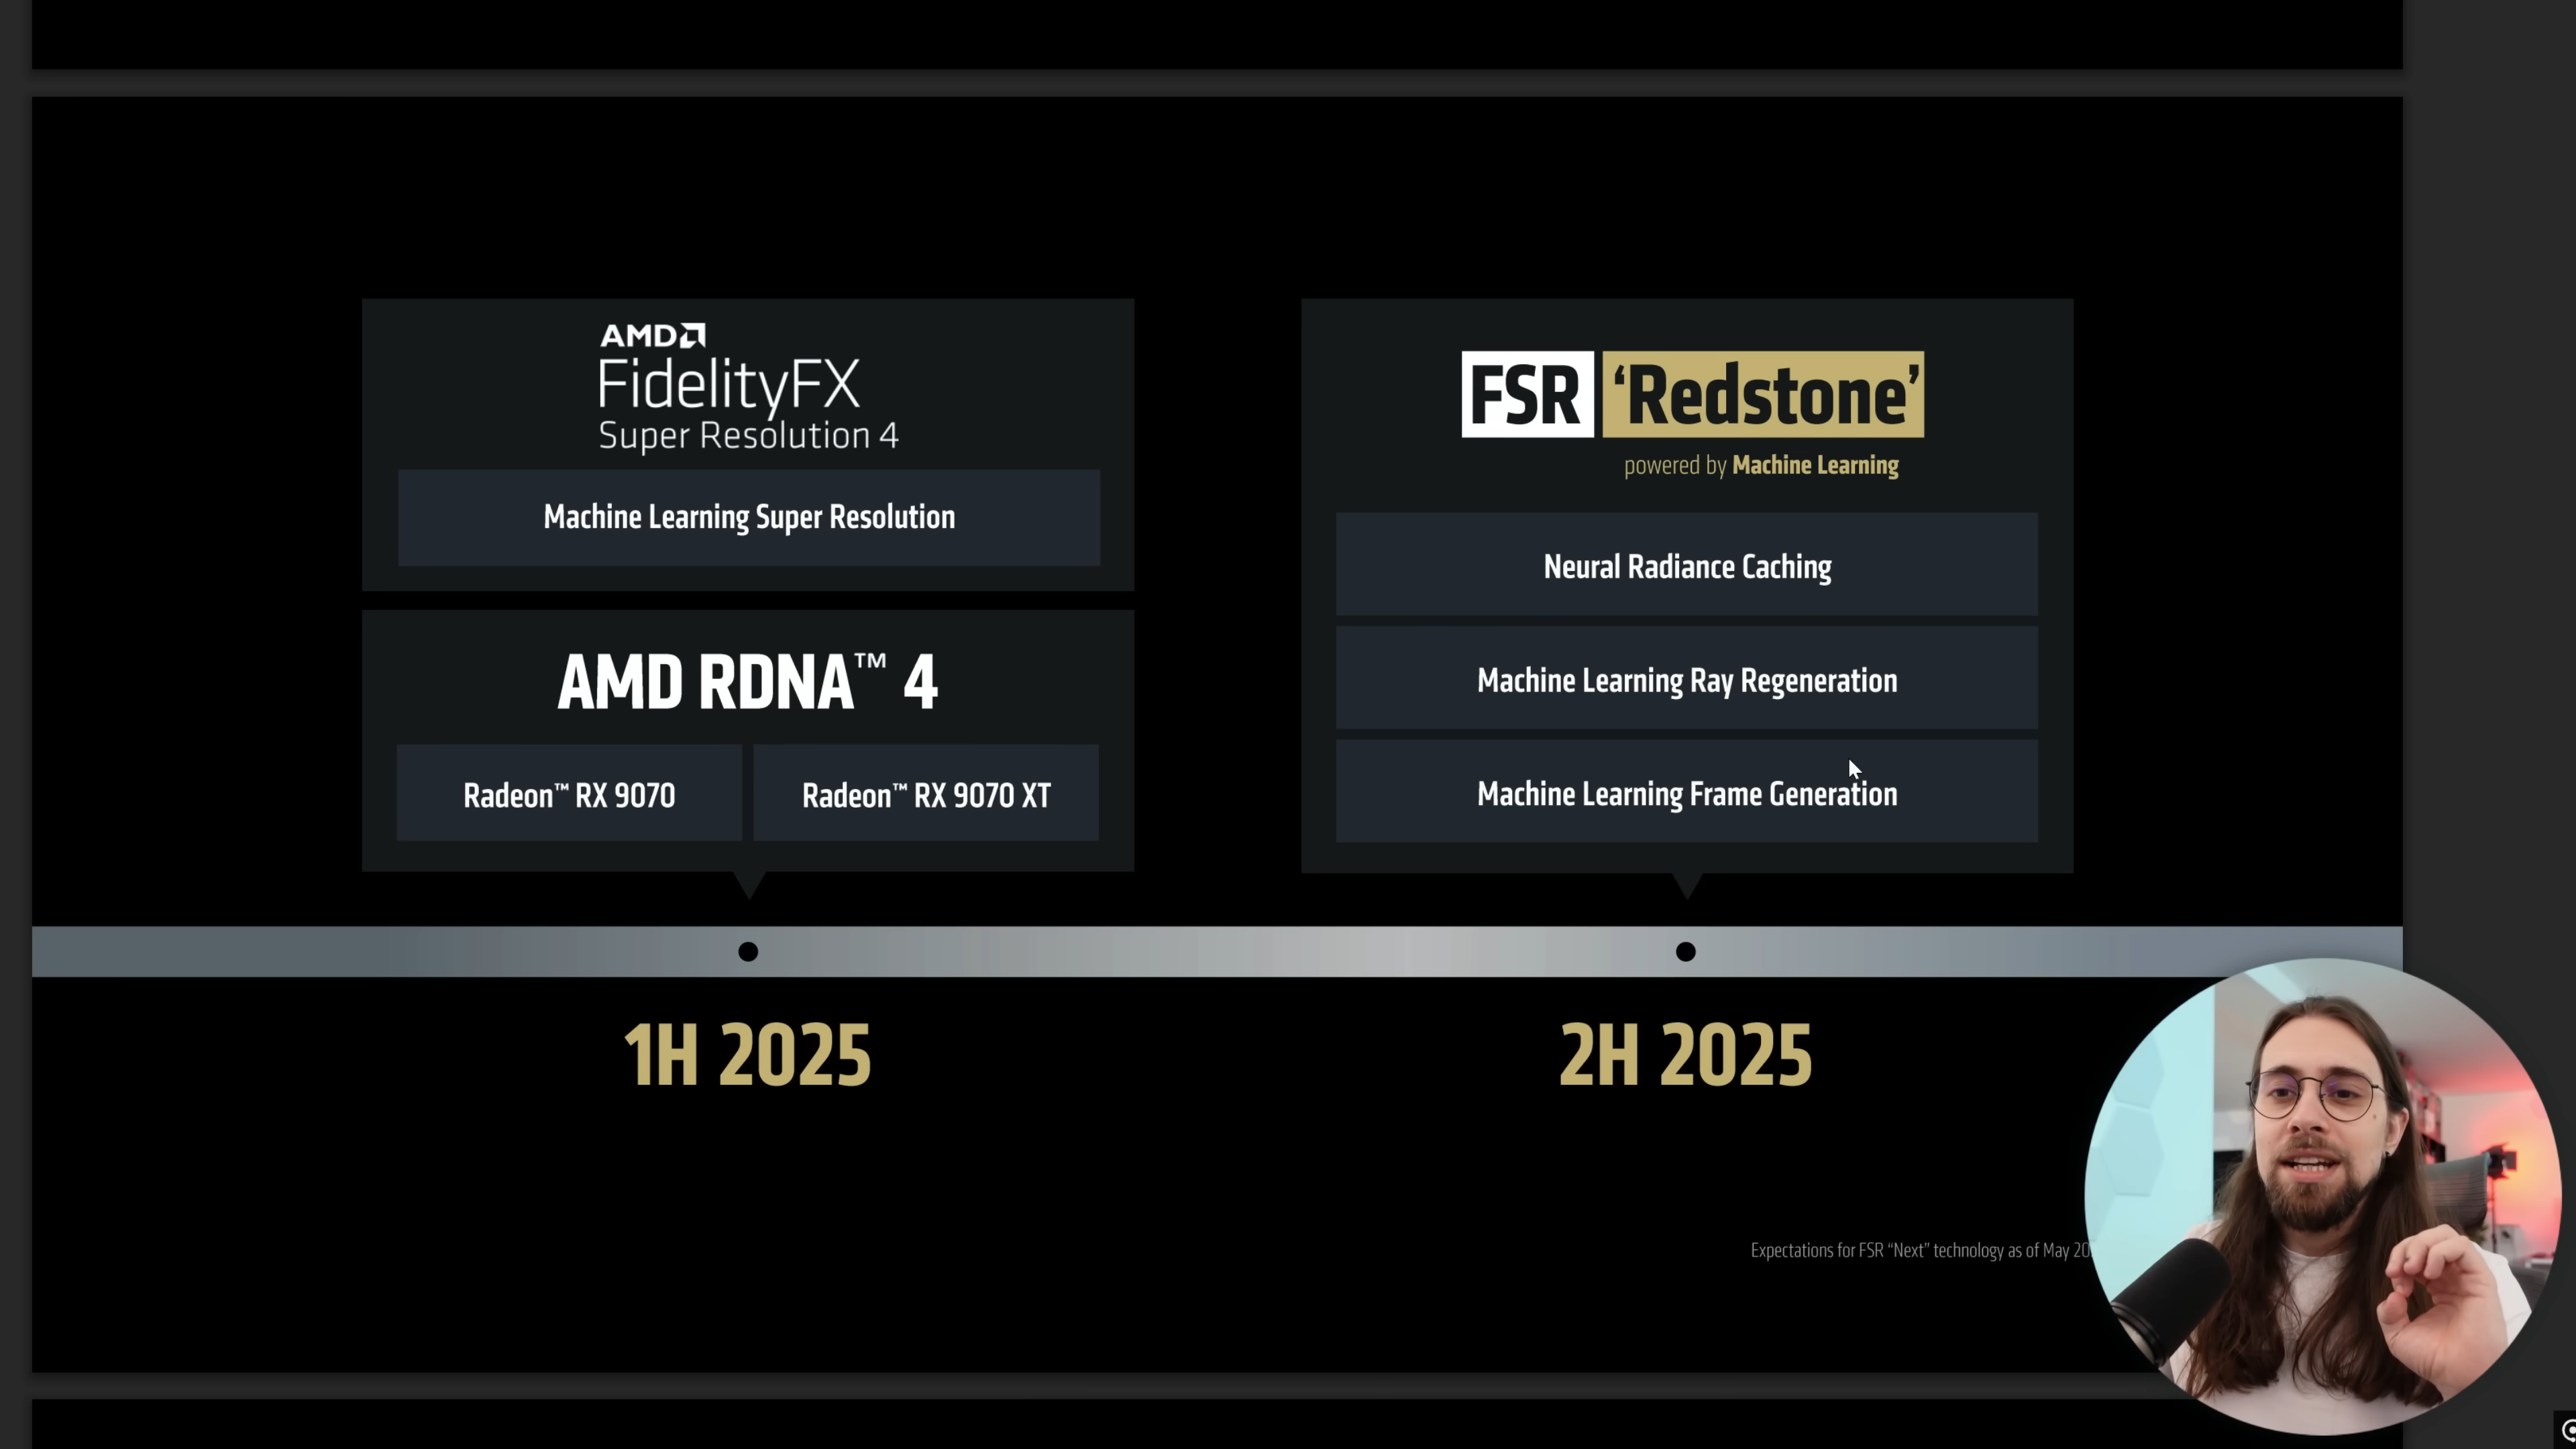 AMD
FidelityFX
Super Resolution 4
Machine Learning Super Resolution
AMD RDNA™ 4
Radeon™ RX 9070
Radeon™ RX 9070 XT
1H 2025
FSR ‘Redstone’
powered by Machine Learning
Neural Radiance Caching
Machine Learning Ray Regeneration
Machine Learning Frame Generation
2H 2025
Expectations for FSR “Next” technology as of May